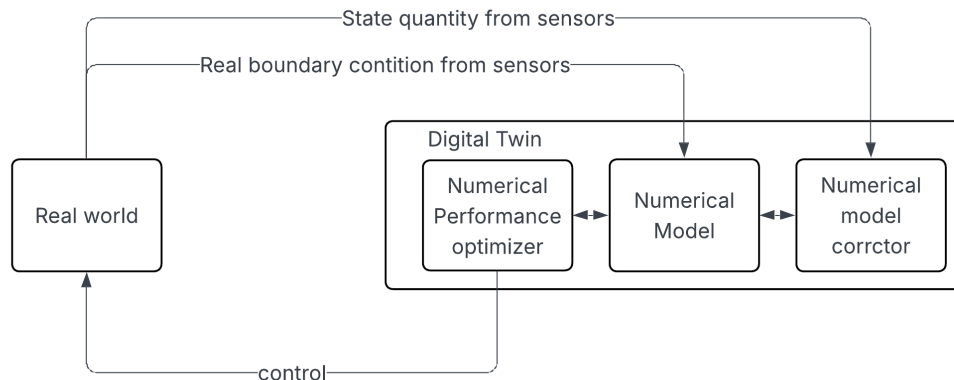 State quantity from sensors
Real boundary contition from sensors
Digital Twin
Real world
Numerical
Performance
optimizer
Numerical
Model
Numerical
model
corrctor
control